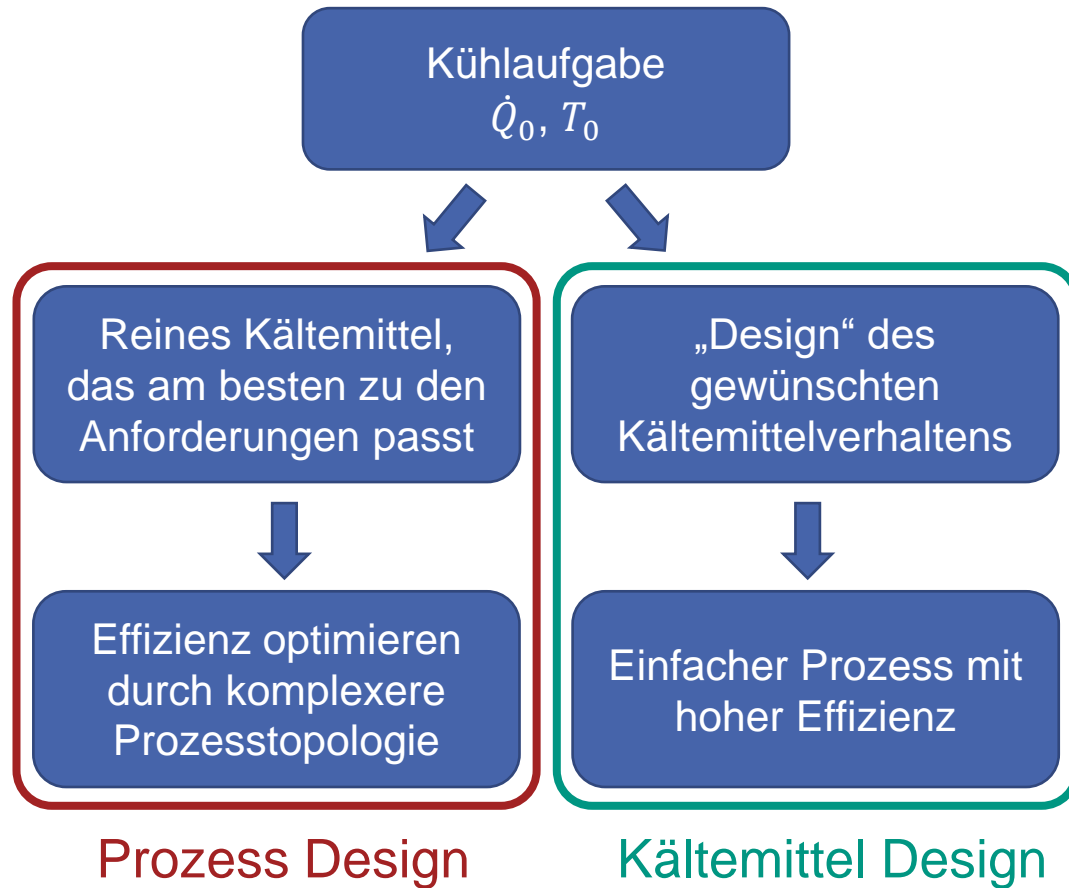 Kühlaufgabe
Q̇₀, T₀
Reines Kältemittel,
das am besten zu den
Anforderungen passt
Effizienz optimieren
durch komplexere
Prozesstopologie
Prozess Design
„Design“ des
gewünschten
Kältemittelverhaltens
Einfacher Prozess mit
hoher Effizienz
Kältemittel Design